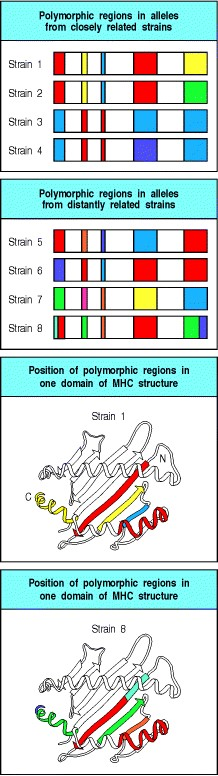 Polymorphic regions in alleles
from closely related strains
Strain 1
Strain 2
Strain 3
Strain 4
Polymorphic regions in alleles
from distantly related strains
Strain 5
Strain 6
Strain 7
Strain 8
Position of polymorphic regions in
one domain of MHC structure
Strain 1
N
C
Position of polymorphic regions in
one domain of MHC structure
Strain 8